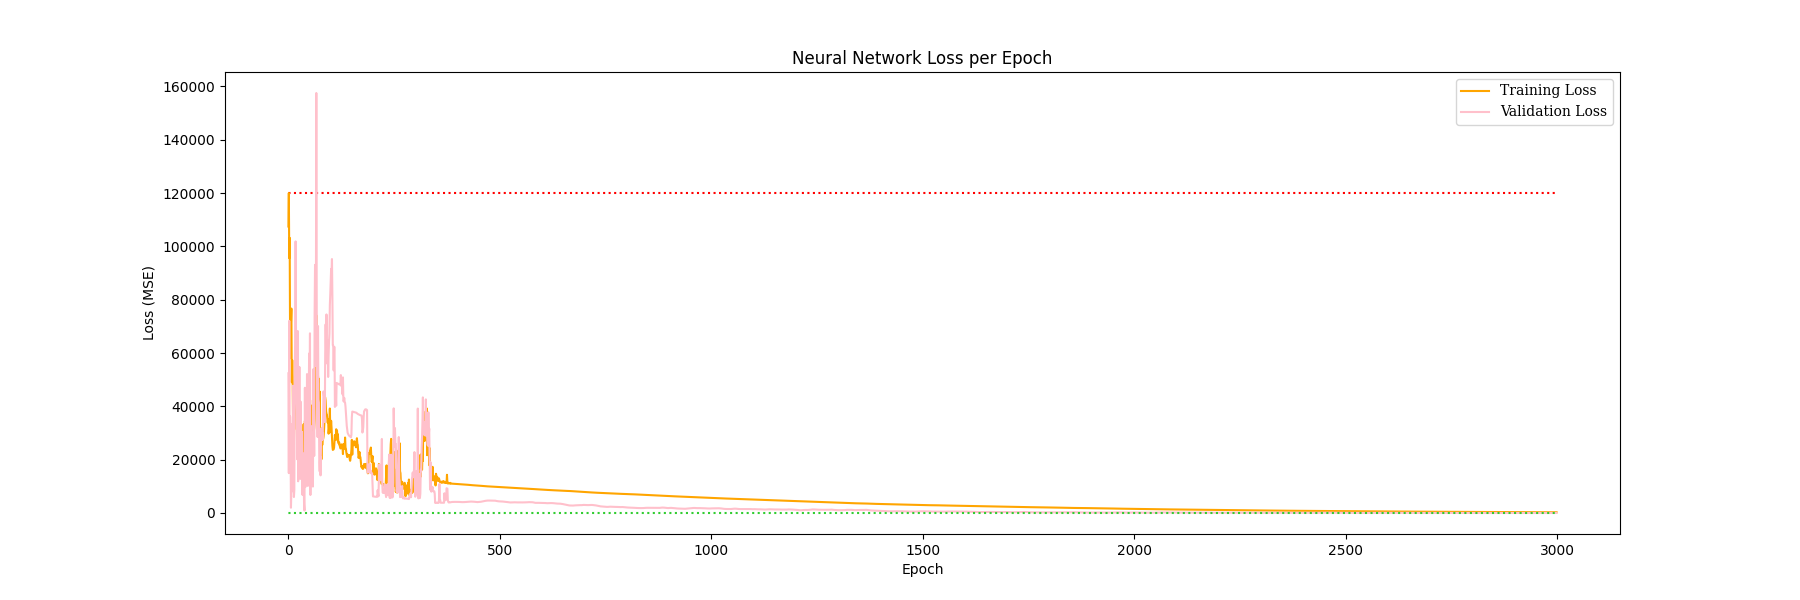 Neural Network Loss per Epoch
Training Loss
Validation Loss
160000
140000
120000
100000
80000
60000
40000
20000
0
Loss (MSE)
0 500 1000 1500 2000 2500 3000
Epoch